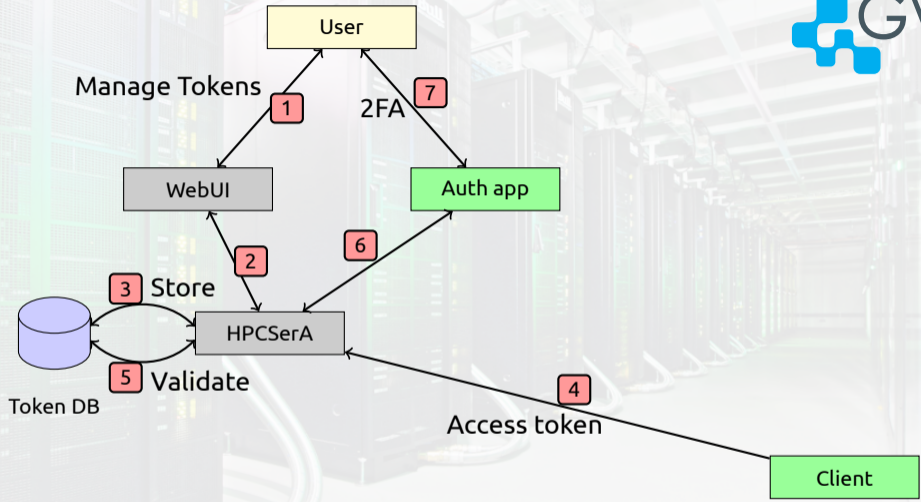 User
Manage Tokens
1
2FA
7
WebUI
Auth app
2
6
3
Store
HPCSerA
5
Validate
Token DB
4
Access token
Client